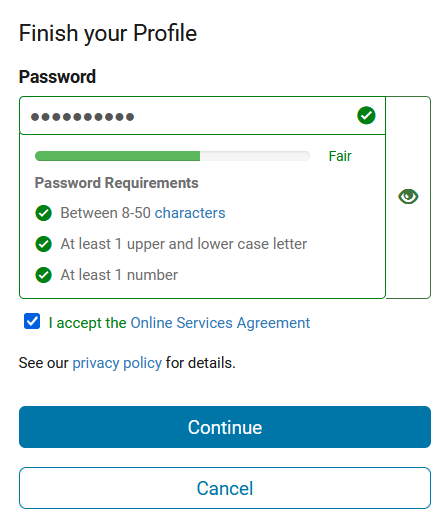 Finish your Profile
Password
••••••••••
Fair
Password Requirements
Between 8-50 characters
At least 1 upper and lower case letter
At least 1 number
I accept the Online Services Agreement
See our privacy policy for details.
Continue
Cancel